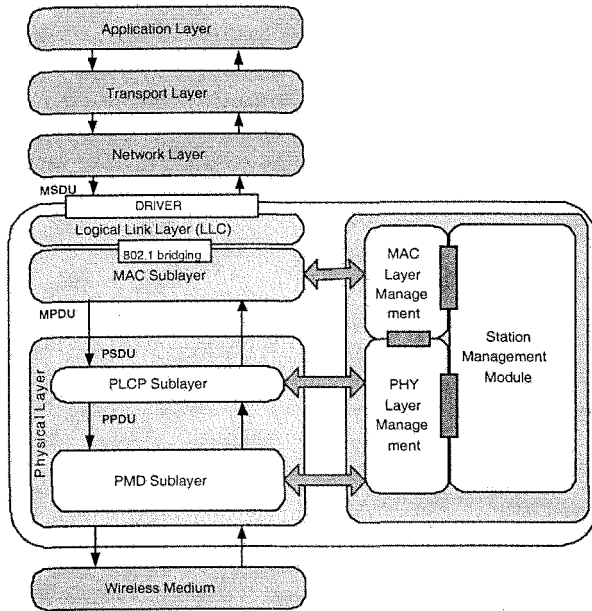 Application Layer
Transport Layer
Network Layer
MSDU
DRIVER
Logical Link Layer (LLC)
802.1 bridging
MAC Sublayer
MPDU
PSDU
PLCP Sublayer
PPDU
PMD Sublayer
Physical Layer
Wireless Medium
MAC
Layer
Manage
ment
PHY
Layer
Manage
ment
Station
Management
Module